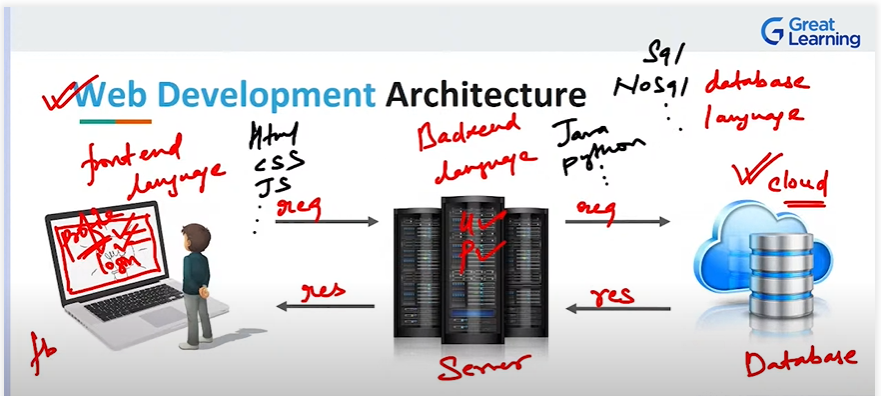 Great
Learning
Web Development Architecture
Sql
NoSql
database
language
frontend
language
Html
CSS
JS
Backend
language
Java
python
cloud
req
req
profile
login
U
P
res
res
fb
Server
Database